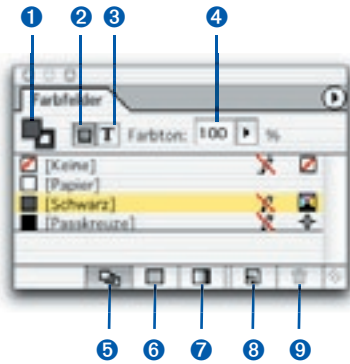 1 2 3 4
Farbfelder
T Farbton: 100 %
[Keine]
[Papier]
[Schwarz]
[Passkreuze]
5 6 7 8 9